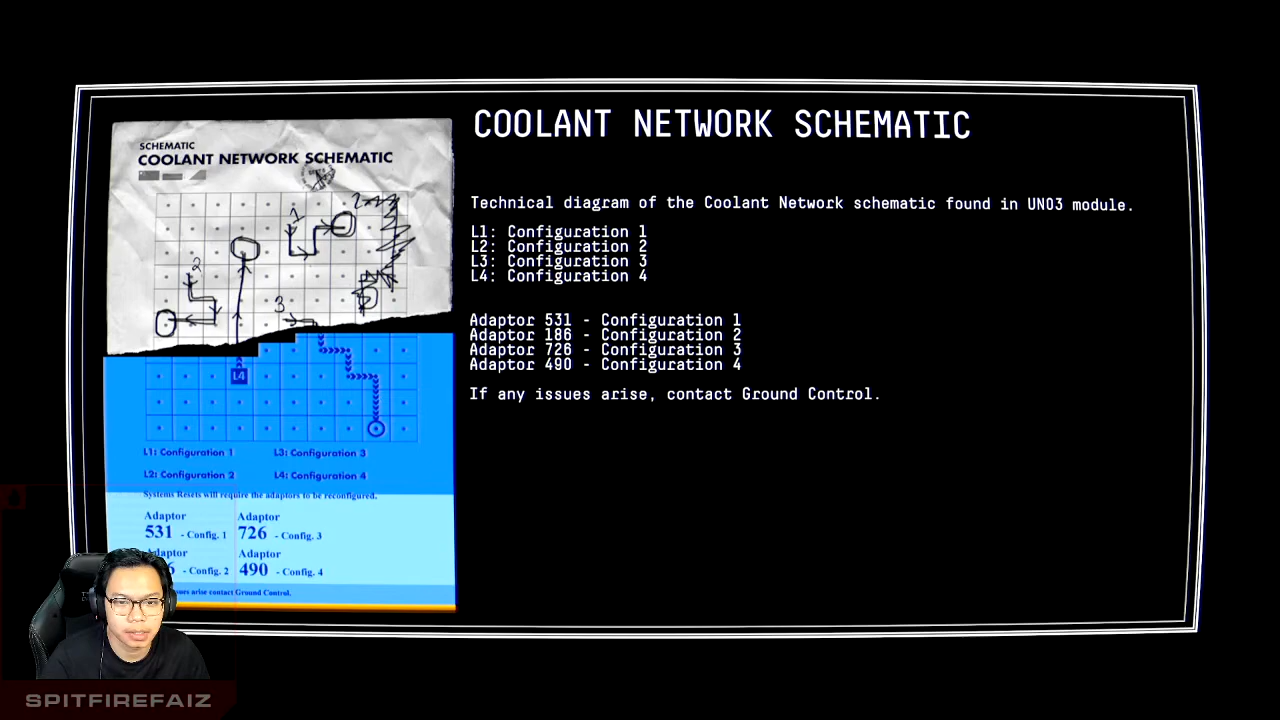 SCHEMATIC
COOLANT NETWORK SCHEMATIC
1
2
2
3
L4
L1: Configuration 1
L3: Configuration 3
L2: Configuration 2
L4: Configuration 4
Systems Resets will require the adaptors to be reconfigured.
Adaptor
531 - Config. 1
Adaptor
726 - Config. 3
Adaptor
6 - Config. 2
Adaptor
490 - Config. 4
arise contact Ground Control.
COOLANT NETWORK SCHEMATIC
Technical diagram of the Coolant Network schematic found in UNO3 module.
L1: Configuration 1
L2: Configuration 2
L3: Configuration 3
L4: Configuration 4
Adaptor 531 - Configuration 1
Adaptor 186 - Configuration 2
Adaptor 726 - Configuration 3
Adaptor 490 - Configuration 4
If any issues arise, contact Ground Control.
SPITFIREFAIZ